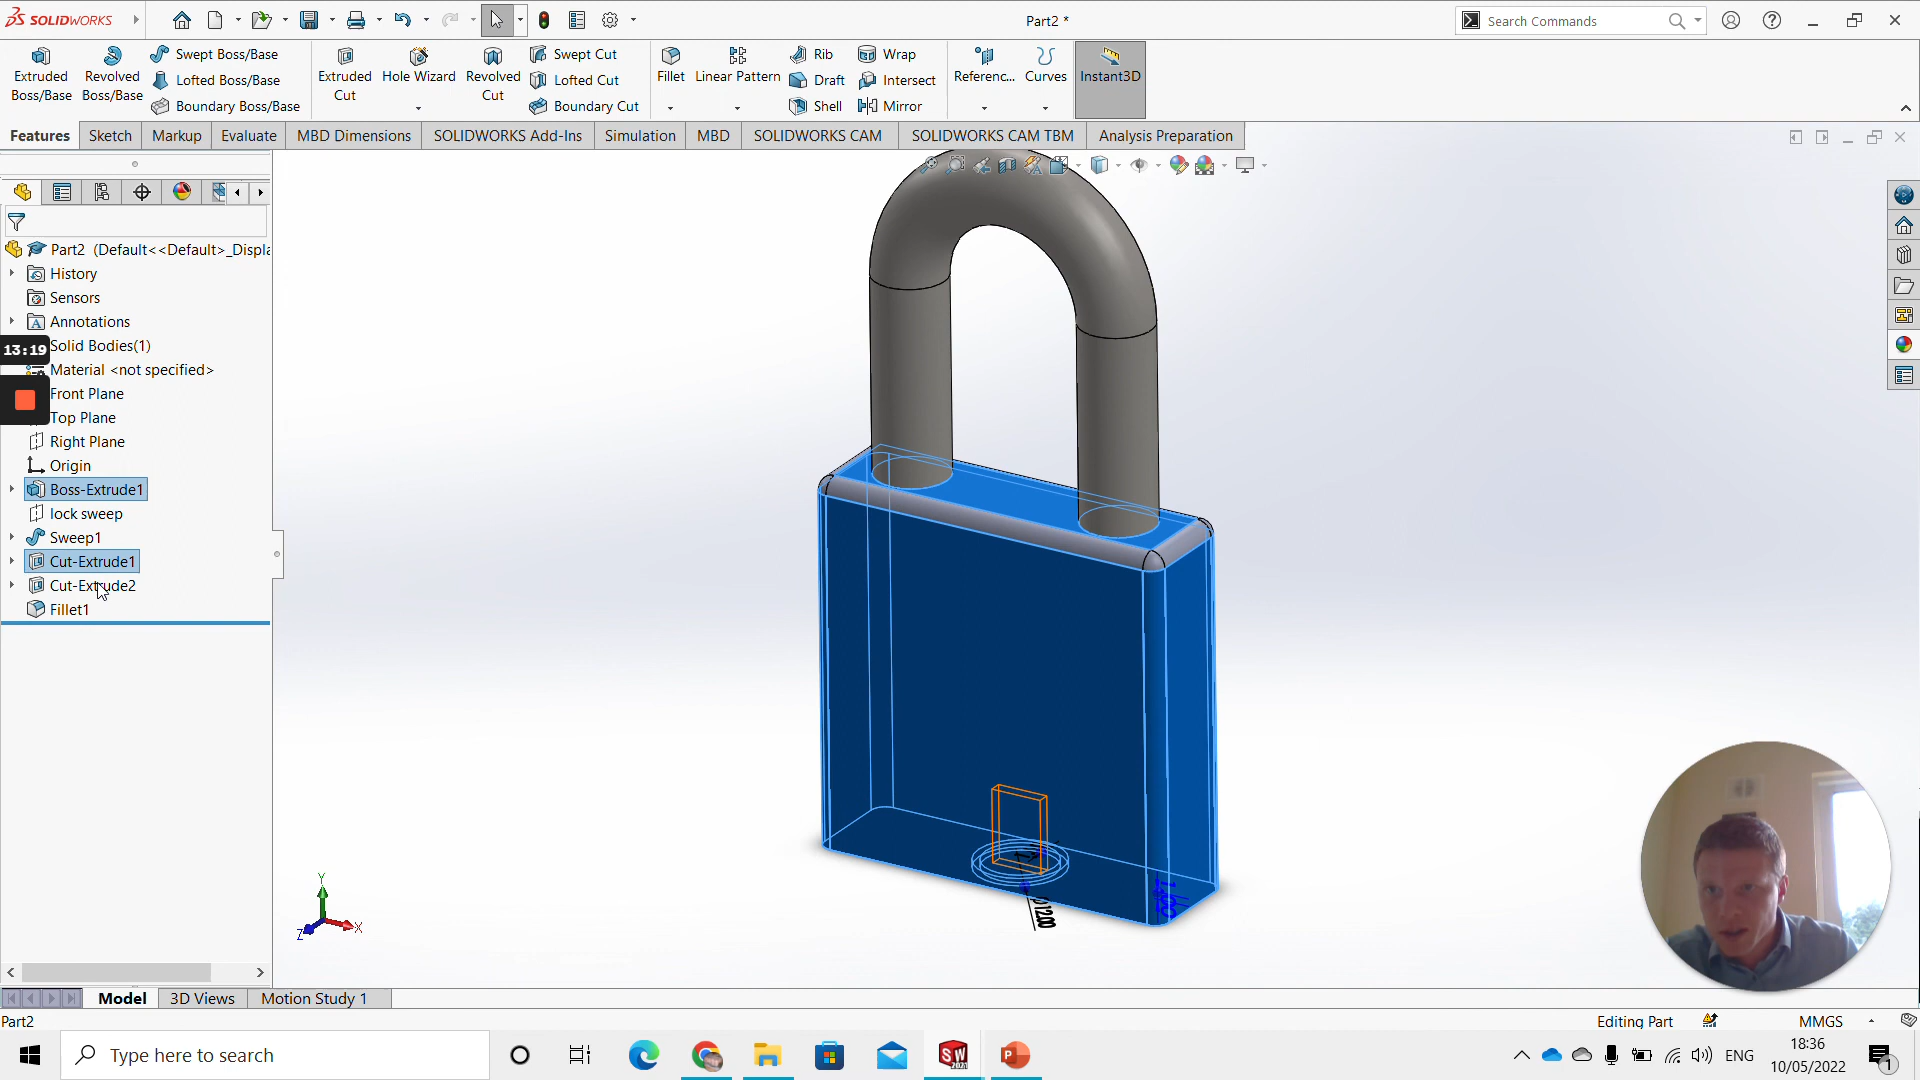 SOLIDWORKS
Part2 *
Search Commands
Extruded Boss/Base
Revolved Boss/Base
Swept Boss/Base
Lofted Boss/Base
Boundary Boss/Base
Extruded Cut
Hole Wizard
Revolved Cut
Swept Cut
Lofted Cut
Boundary Cut
Fillet
Linear Pattern
Rib
Draft
Shell
Wrap
Intersect
Mirror
Referenc...
Curves
Instant3D
Features
Sketch
Markup
Evaluate
MBD Dimensions
SOLIDWORKS Add-Ins
Simulation
MBD
SOLIDWORKS CAM
SOLIDWORKS CAM TBM
Analysis Preparation
Part2 (Default<<Default>_Displa
History
Sensors
Annotations
13:19
Solid Bodies(1)
Material <not specified>
Front Plane
Top Plane
Right Plane
Origin
Boss-Extrude1
lock sweep
Sweep1
Cut-Extrude1
Cut-Extrude2
Fillet1
Y
X
Z
Model
3D Views
Motion Study 1
Part2
Editing Part
MMGS
Type here to search
SW
2021
P
ENG
18:36
10/05/2022
1